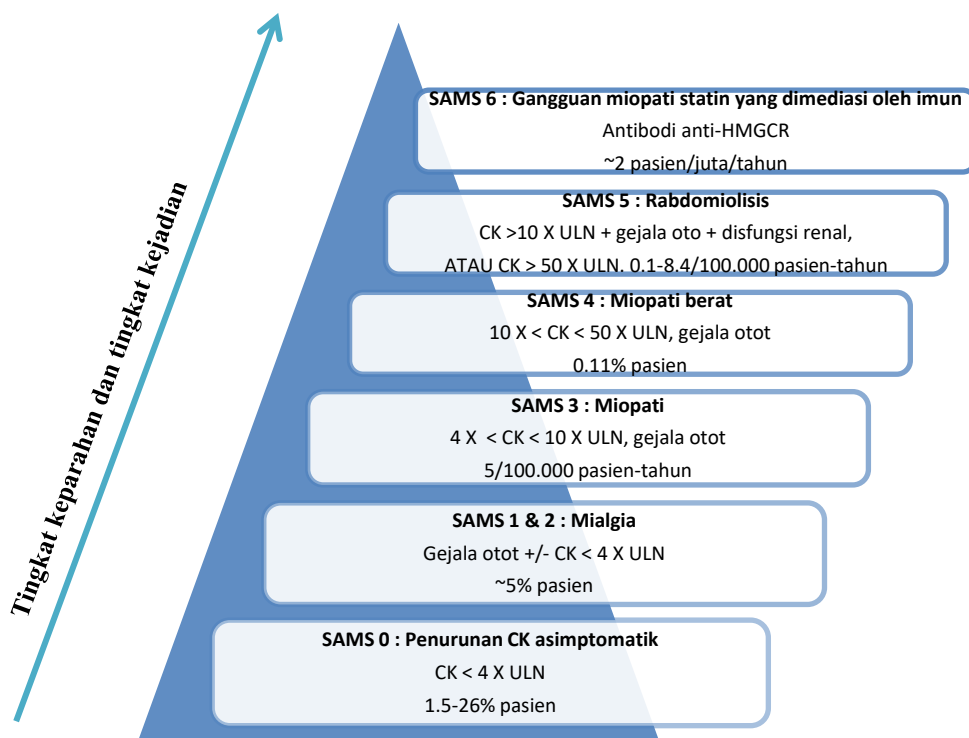 Tingkat keparahan dan tingkat kejadian
SAMS 6 : Gangguan miopati statin yang dimediasi oleh imun
Antibodi anti-HMGCR
~2 pasien/juta/tahun
SAMS 5 : Rabdomiolisis
CK >10 X ULN + gejala oto + disfungsi renal,
ATAU CK > 50 X ULN. 0.1-8.4/100.000 pasien-tahun
SAMS 4 : Miopati berat
10 X < CK < 50 X ULN, gejala otot
0.11% pasien
SAMS 3 : Miopati
4 X < CK < 10 X ULN, gejala otot
5/100.000 pasien-tahun
SAMS 1 & 2 : Mialgia
Gejala otot +/- CK < 4 X ULN
~5% pasien
SAMS 0 : Penurunan CK asimptomatik
CK < 4 X ULN
1.5-26% pasien